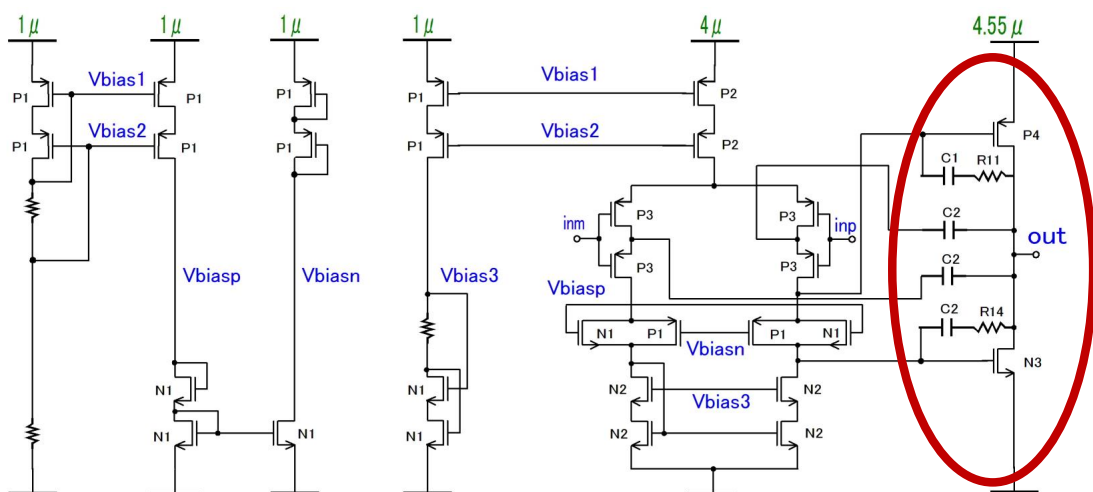 1μ 1μ 1μ 1μ 4μ 4.55μ
P1 Vbias1 P1 P1 P1 Vbias1 P2
P1 Vbias2 P1 P1 P1 Vbias2 P2 P4
C1 R11
inm P3 P3 inp C2 out
P3 P3 C2
Vbiasp Vbiasn Vbias3 Vbiasp
N1 P1 Vbiasn P1 N1 C2 R14
N3
N1 N1 N2 Vbias3 N2
N1 N1 N1 N2 N2